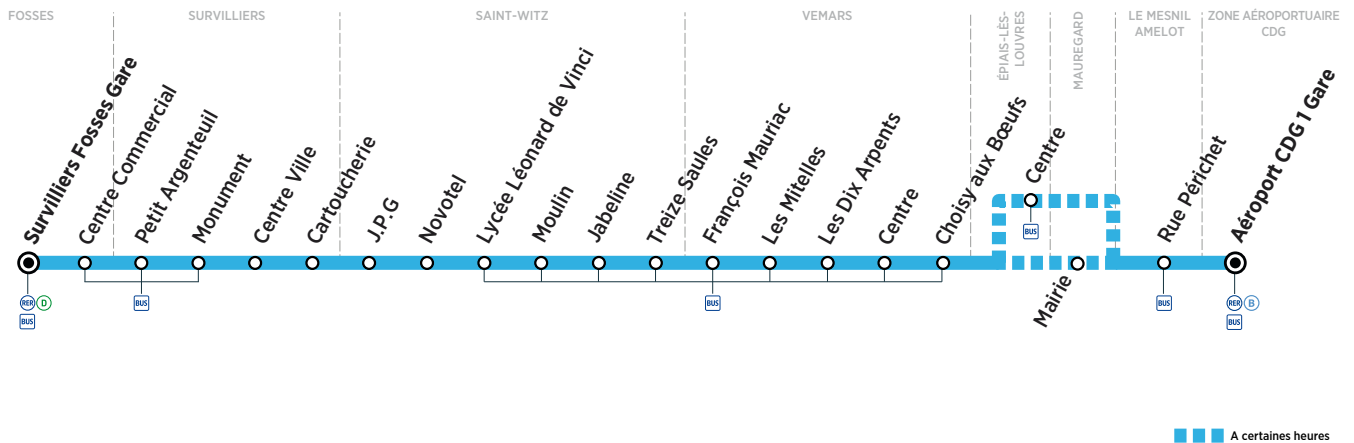 FOSSES
SURVILLIERS
SAINT-WITZ
VEMARS
ÉPIAIS-LÈS-
LOUVRES
MAUREGARD
LE MESNIL
AMELOT
ZONE AÉROPORTUAIRE
CDG
Survilliers Fosses Gare
Centre Commercial
Petit Argenteuil
Monument
Centre Ville
Cartoucherie
J.P.G
Novotel
Lycée Léonard de Vinci
Moulin
Jabeline
Treize Saules
François Mauriac
Les Mitelles
Les Dix Arpents
Centre
Choisy aux Bœufs
Centre
BUS
Mairie
Rue Périchet
Aéroport CDG 1 Gare
RER D
BUS
BUS
BUS
BUS
RER B
BUS
A certaines heures